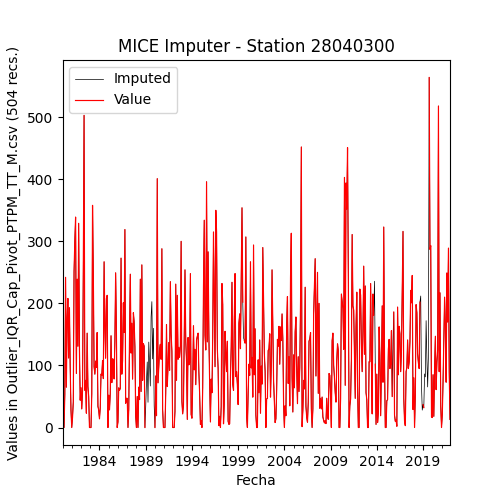 MICE Imputer - Station 28040300
Imputed
Value
Values in Outlier_IQR_Cap_Pivot_PTPM_TT_M.csv (504 recs.)
500
400
300
200
100
0
1984 1989 1994 1999 2004 2009 2014 2019
Fecha